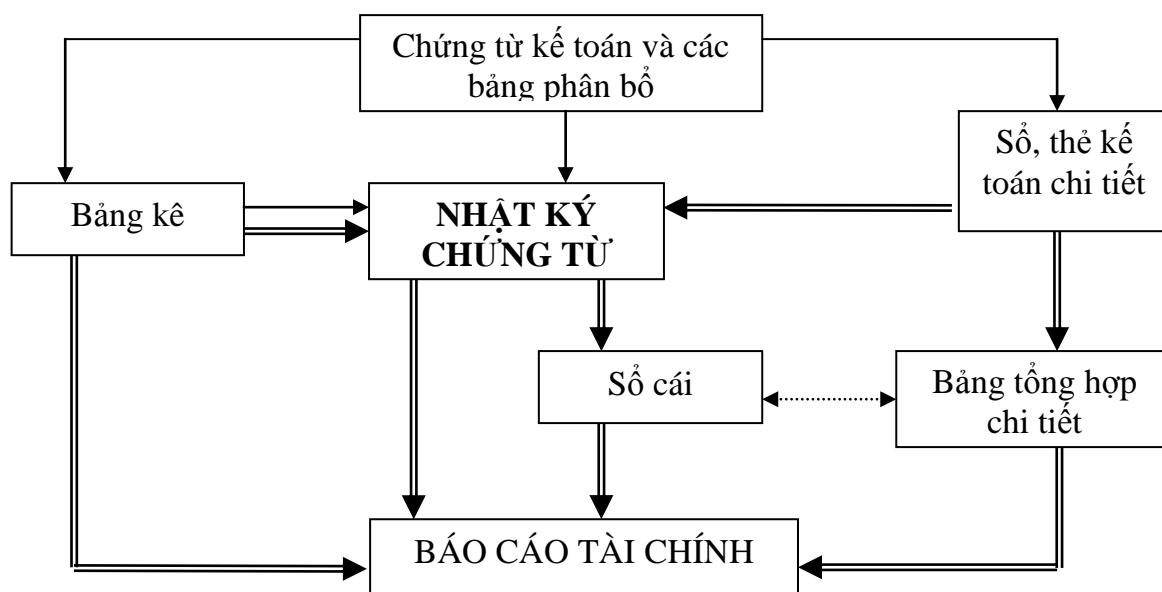 Chứng từ kế toán và các
bảng phân bổ
Sổ, thẻ kế
toán chi tiết
Bảng kê
NHẬT KÝ
CHỨNG TỪ
Sổ cái
Bảng tổng hợp
chi tiết
BÁO CÁO TÀI CHÍNH